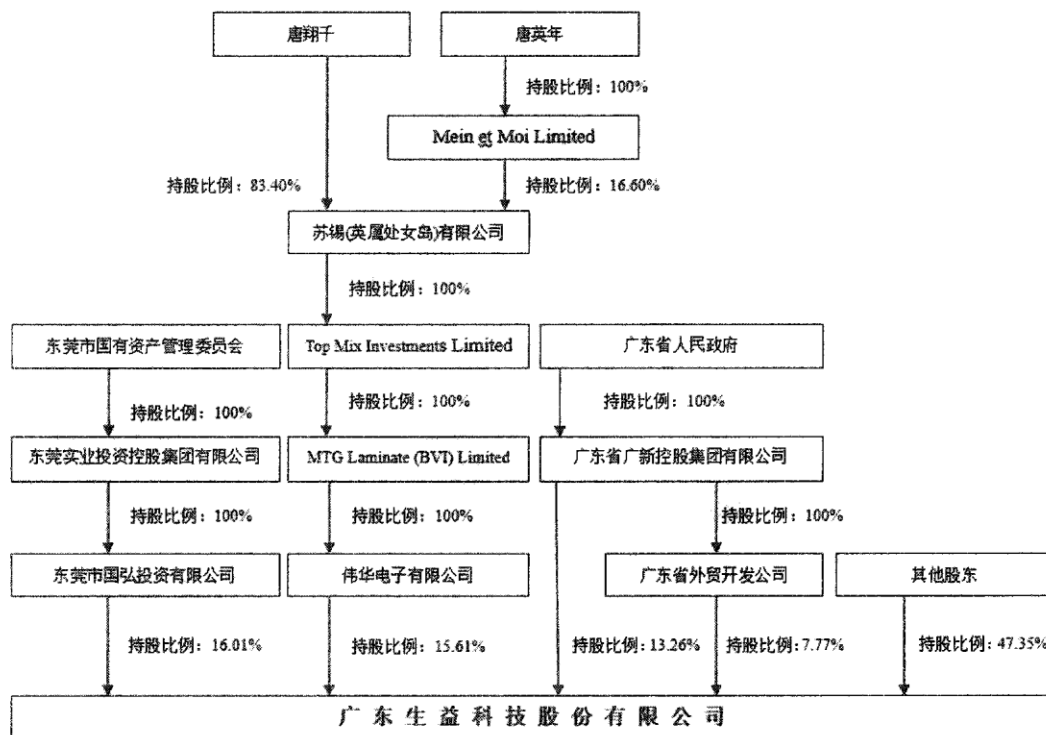 唐翔千
唐英年
持股比例：100%
Mein et Moi Limited
持股比例：83.40%
持股比例：16.60%
苏锡(英属处女岛)有限公司
持股比例：100%
东莞市国有资产管理委员会
Top Mix Investments Limited
广东省人民政府
持股比例：100%
持股比例：100%
持股比例：100%
东莞实业投资控股集团有限公司
MTG Laminate (BVI) Limited
广东省广新控股集团有限公司
持股比例：100%
持股比例：100%
持股比例：100%
东莞市国弘投资有限公司
伟华电子有限公司
广东省外贸开发公司
其他股东
持股比例：16.01%
持股比例：15.61%
持股比例：13.26%
持股比例：7.77%
持股比例：47.35%
广东生益科技股份有限公司